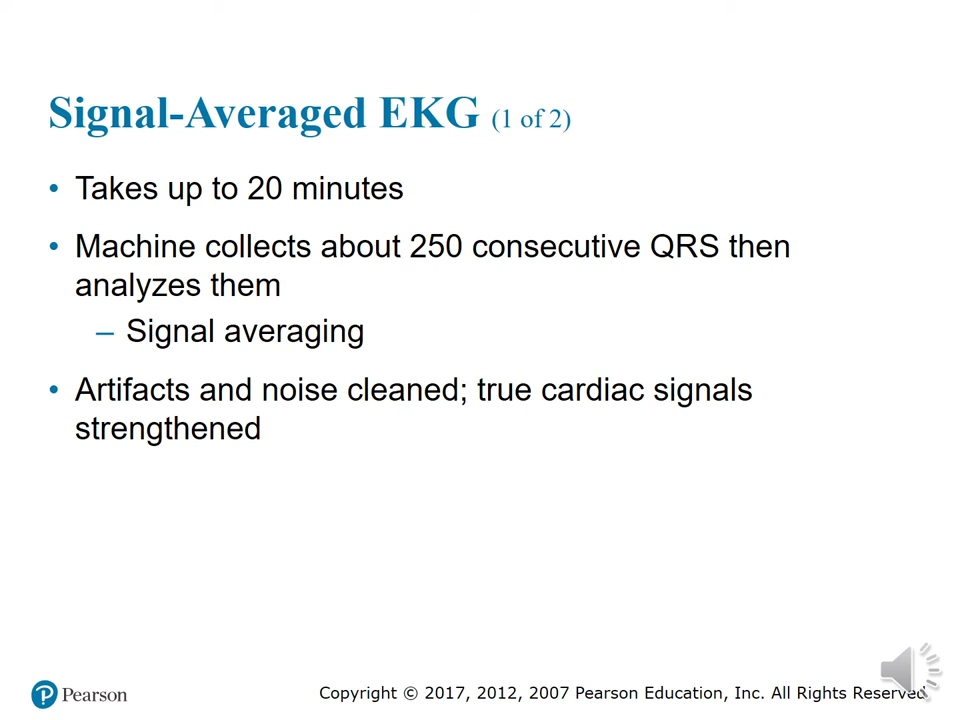 Signal-Averaged EKG (1 of 2)
• Takes up to 20 minutes
• Machine collects about 250 consecutive QRS then
analyzes them
– Signal averaging
• Artifacts and noise cleaned; true cardiac signals
strengthened
Pearson
Copyright © 2017, 2012, 2007 Pearson Education, Inc. All Rights Reserved